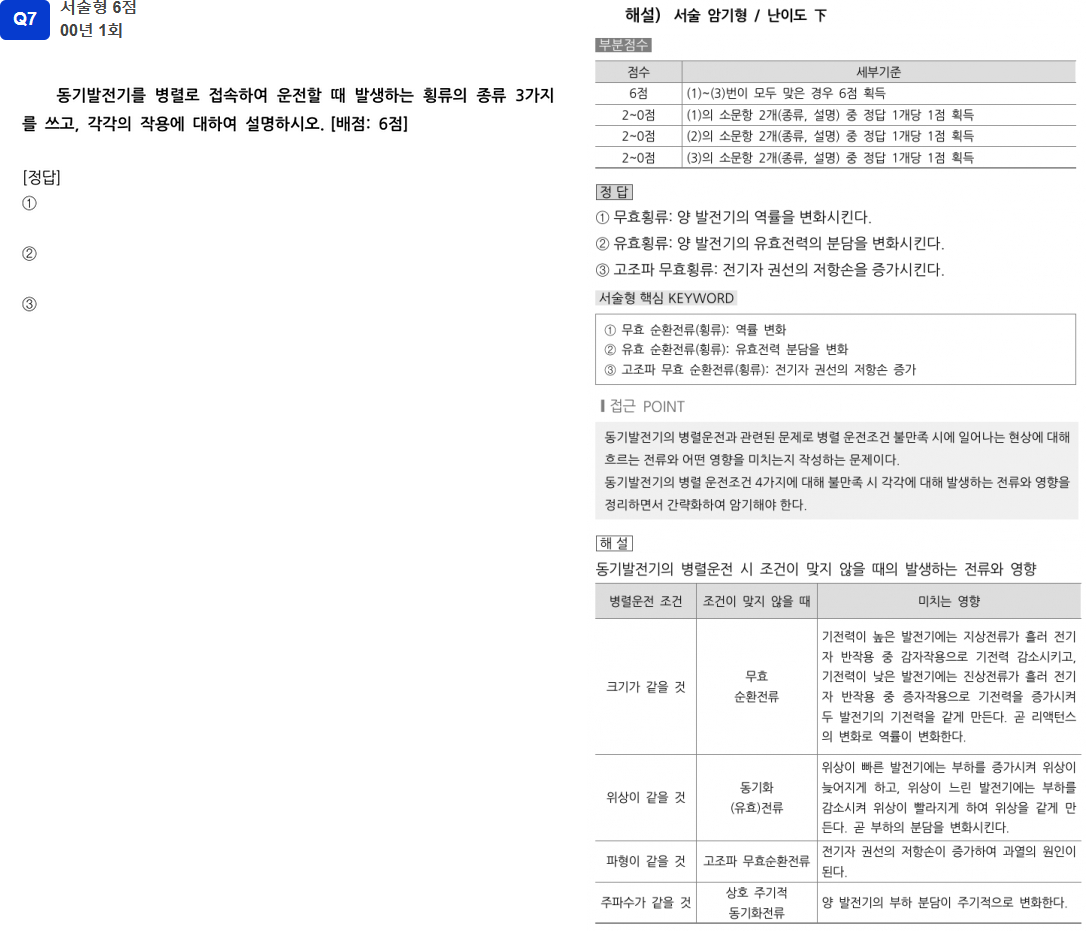 Q7
서술형 6점
00년 1회
동기발전기를 병렬로 접속하여 운전할 때 발생하는 횡류의 종류 3가지
를 쓰고, 각각의 작용에 대하여 설명하시오. [배점: 6점]
[정답]
①
②
③
해설) 서술 암기형 / 난이도 下
부분점수
점수 세부기준
6점 (1)~(3)번이 모두 맞은 경우 6점 획득
2~0점 (1)의 소문항 2개(종류, 설명) 중 정답 1개당 1점 획득
2~0점 (2)의 소문항 2개(종류, 설명) 중 정답 1개당 1점 획득
2~0점 (3)의 소문항 2개(종류, 설명) 중 정답 1개당 1점 획득
정 답
① 무효횡류: 양 발전기의 역률을 변화시킨다.
② 유효횡류: 양 발전기의 유효전력의 분담을 변화시킨다.
③ 고조파 무효횡류: 전기자 권선의 저항손을 증가시킨다.
서술형 핵심 KEYWORD
① 무효 순환전류(횡류): 역률 변화
② 유효 순환전류(횡류): 유효전력 분담을 변화
③ 고조파 무효 순환전류(횡류): 전기자 권선의 저항손 증가
접근 POINT
동기발전기의 병렬운전과 관련된 문제로 병렬 운전조건 불만족 시에 일어나는 현상에 대해
흐르는 전류와 어떤 영향을 미치는지 작성하는 문제이다.
동기발전기의 병렬 운전조건 4가지에 대해 불만족 시 각각에 대해 발생하는 전류와 영향을
정리하면서 간략화하여 암기해야 한다.
해 설
동기발전기의 병렬운전 시 조건이 맞지 않을 때의 발생하는 전류와 영향
병렬운전 조건 조건이 맞지 않을 때 미치는 영향
크기가 같을 것
무효
순환전류
기전력이 높은 발전기에는 지상전류가 흘러 전기
자 반작용 중 감자작용으로 기전력 감소시키고,
기전력이 낮은 발전기에는 진상전류가 흘러 전기
자 반작용 중 증자작용으로 기전력을 증가시켜
두 발전기의 기전력을 같게 만든다. 곧 리액턴스
의 변화로 역률이 변화한다.
위상이 같을 것
동기화
(유효)전류
위상이 빠른 발전기에는 부하를 증가시켜 위상이
늦어지게 하고, 위상이 느린 발전기에는 부하를
감소시켜 위상이 빨라지게 하여 위상을 같게 만
든다. 곧 부하의 분담을 변화시킨다.
파형이 같을 것 고조파 무효순환전류
전기자 권선의 저항손이 증가하여 과열의 원인이
된다.
주파수가 같을 것
상호 주기적
동기화전류
양 발전기의 부하 분담이 주기적으로 변화한다.